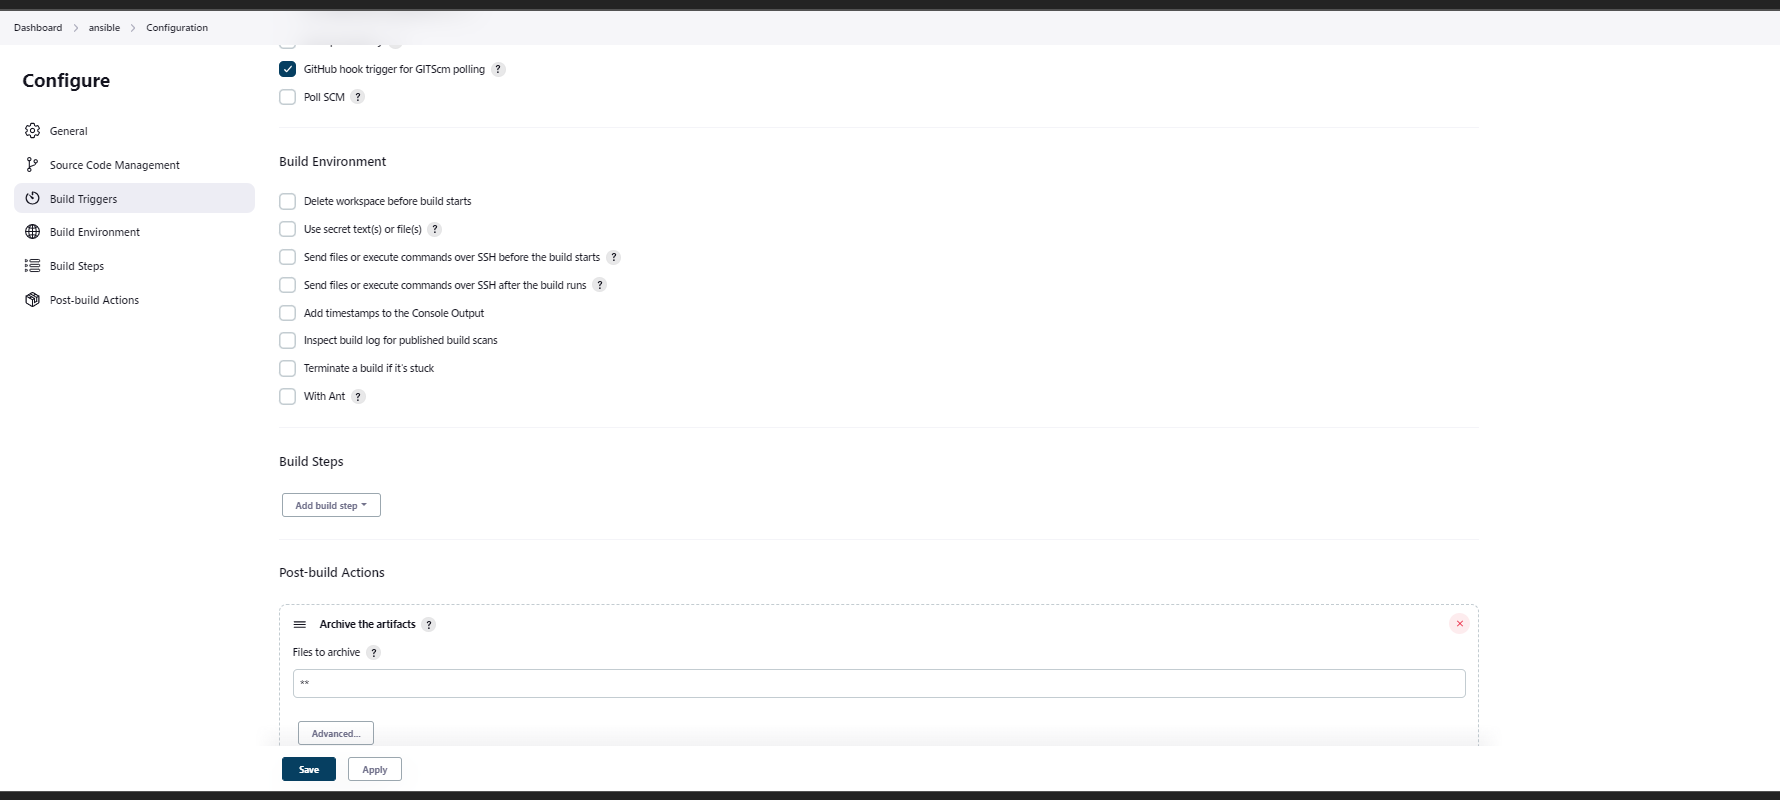 Dashboard > ansible > Configuration
Configure
General
Source Code Management
Build Triggers
Build Environment
Build Steps
Post-build Actions
GitHub hook trigger for GITScm polling ?
Poll SCM ?
Build Environment
Delete workspace before build starts
Use secret text(s) or file(s) ?
Send files or execute commands over SSH before the build starts ?
Send files or execute commands over SSH after the build runs ?
Add timestamps to the Console Output
Inspect build log for published build scans
Terminate a build if it's stuck
With Ant ?
Build Steps
Add build step
Post-build Actions
Archive the artifacts ?
Files to archive ?
**
Advanced...
Save Apply